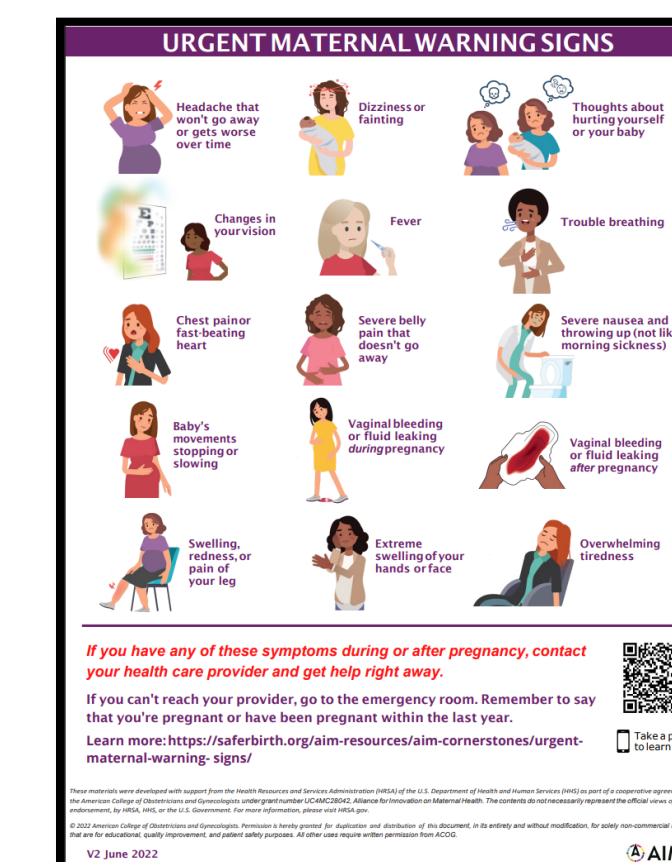 URGENT MATERNAL WARNING SIGNS
Headache that
won't go away
or gets worse
over time
Dizziness or
fainting
Thoughts about
hurting yourself
or your baby
Changes in
your vision
Fever
Trouble breathing
Chest pain or
fast-beating
heart
Severe belly
pain that
doesn't go
away
Severe nausea and
throwing up (not lik
morning sickness)
Baby's
movements
stopping or
slowing
Vaginal bleeding
or fluid leaking
during pregnancy
Vaginal bleeding
or fluid leaking
after pregnancy
Swelling,
redness, or
pain of
your leg
Extreme
swelling of your
hands or face
Overwhelming
tiredness
If you have any of these symptoms during or after pregnancy, contact
your health care provider and get help right away.
If you can't reach your provider, go to the emergency room. Remember to say
that you're pregnant or have been pregnant within the last year.
Learn more: https://saferbirth.org/aim-resources/aim-cornerstones/urgent-
maternal-warning- signs/
Take a p
to learn
These materials were developed with support from the Health Resources and Services Administration (HRSA) of the U.S. Department of Health and Human Services (HHS) as part of a cooperative agree
the American College of Obstetricians and Gynecologists under grant number UC4MC28042, Alliance for Innovation on Maternal Health. The contents do not necessarily represent the official views o
endorsement, by HRSA, HHS, or the U.S. Government. For more information, please visit HRSA.gov.
© 2022 American College of Obstetricians and Gynecologists. Permission is hereby granted for duplication and distribution of this document, in its entirety and without modification, for solely non-commercial
that are for educational, quality improvement, and patient safety purposes. All other uses require written permission from ACOG.
V2 June 2022
AIM